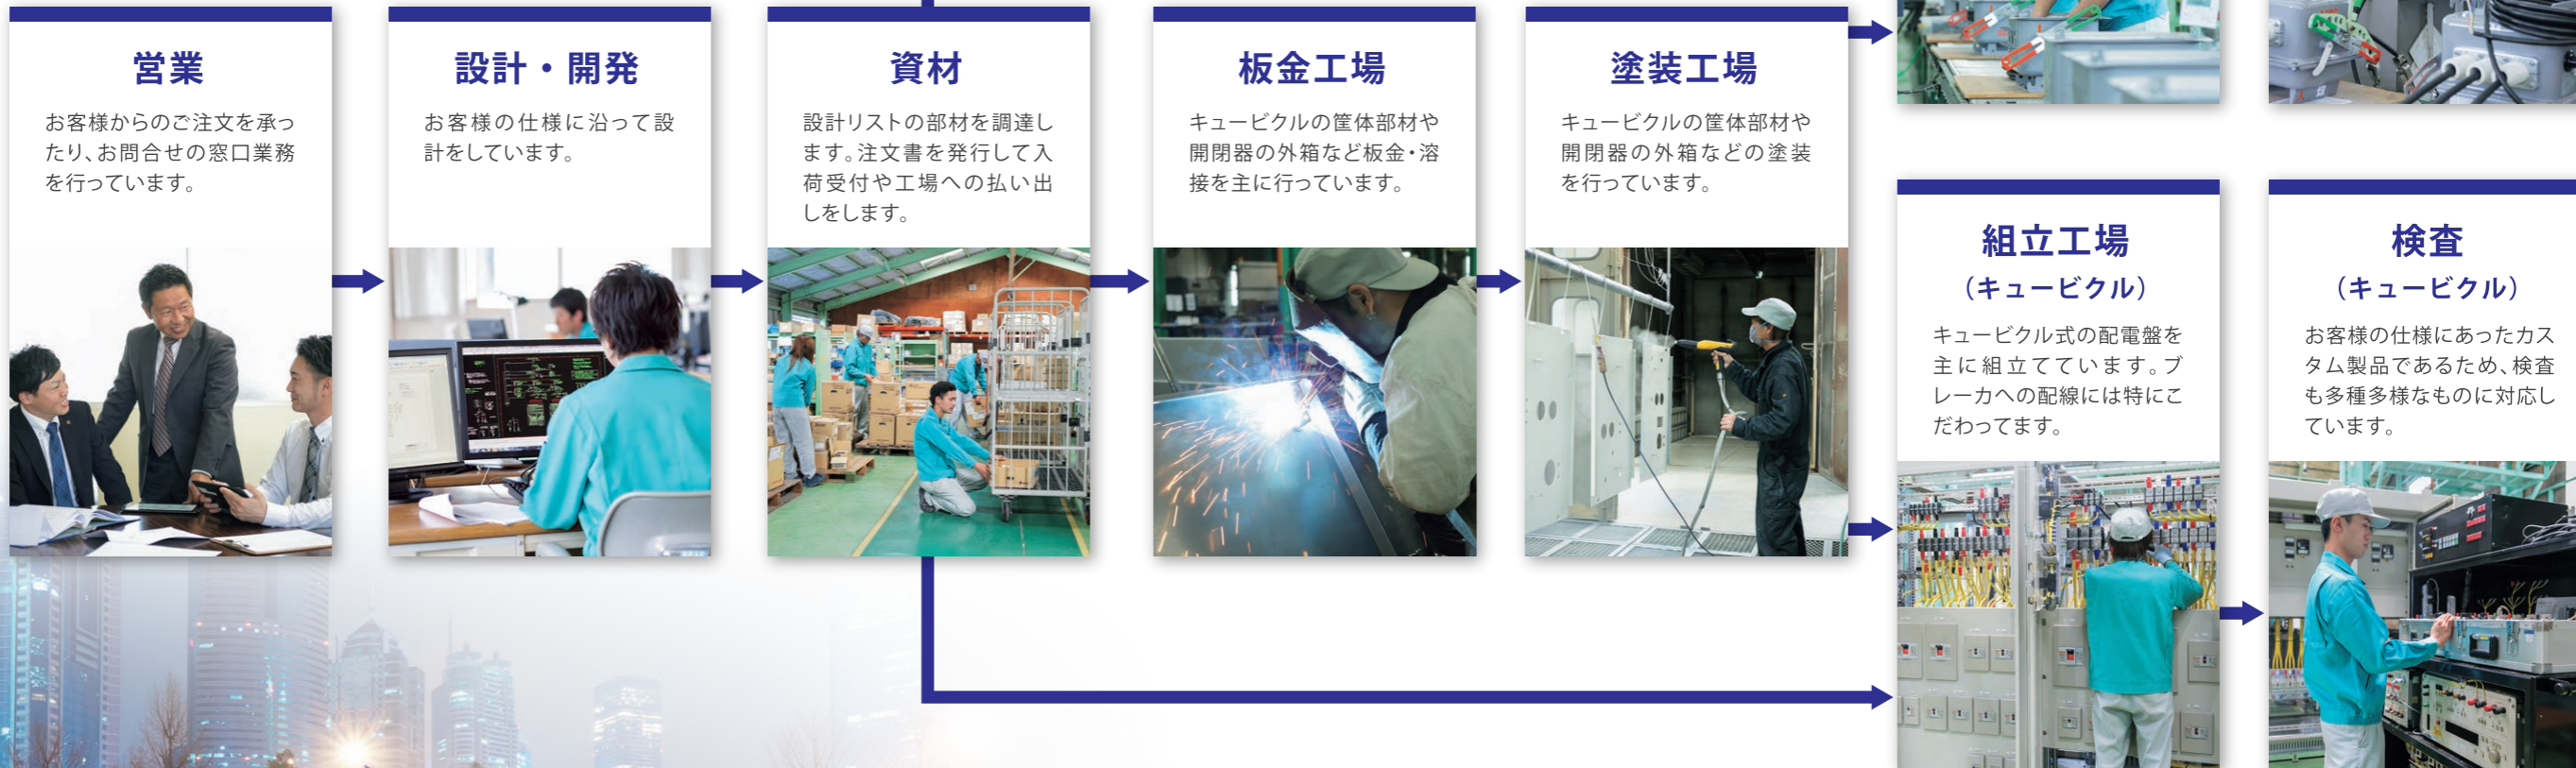 営業
お客様からのご注文を承っ
たり、お問合せの窓口業務
を行っています。
設計・開発
お客様の仕様に沿って設
計をしています。
資材
設計リストの部材を調達し
ます。注文書を発行して入
荷受付や工場への払い出
しをします。
板金工場
キュービクルの筐体部材や
開閉器の外箱など板金・溶
接を主に行っています。
塗装工場
キュービクルの筐体部材や
開閉器の外箱などの塗装
を行っています。
組立工場
（キュービクル）
キュービクル式の配電盤を
主に組立てています。ブ
レーカへの配線には特にこ
だわってます。
検査
（キュービクル）
お客様の仕様にあったカス
タム製品であるため、検査
も多種多様なものに対応し
ています。